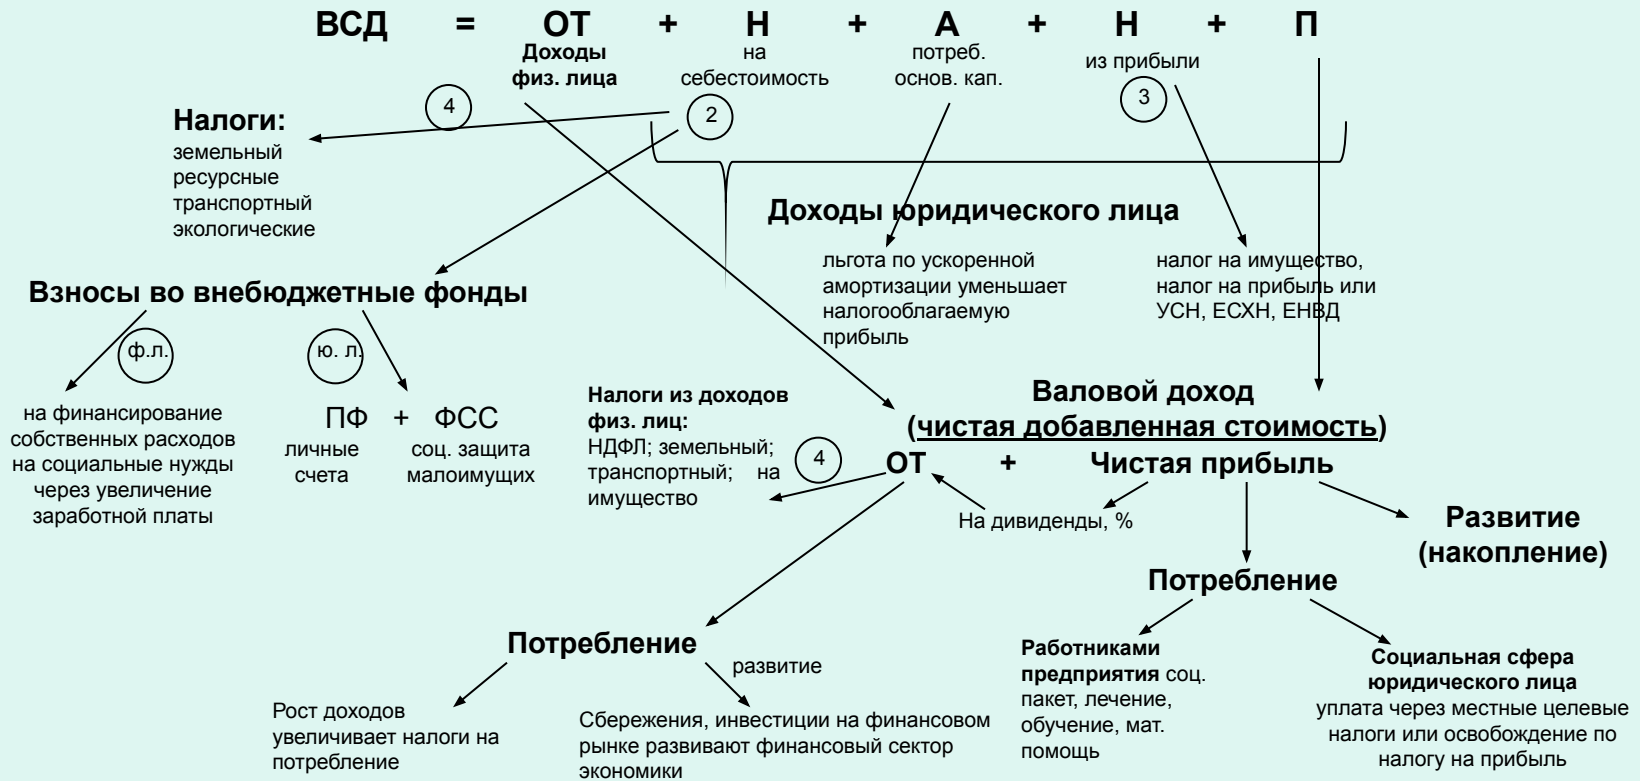 ВСД = ОТ + Н + А + Н + П
Доходы
физ. лица
на
себестоимость
потреб.
основ. кап.
из прибыли
4
2
3
Налоги:
земельный
ресурсные
транспортный
экологические
Доходы юридического лица
льгота по ускоренной
амортизации уменьшает
налогооблагаемую
прибыль
налог на имущество,
налог на прибыль или
УСН, ЕСХН, ЕНВД
Взносы во внебюджетные фонды
ф.л.
ю. л.
на финансирование
собственных расходов
на социальные нужды
через увеличение
заработной платы
ПФ + ФСС
личные
счета
соц. защита
малоимущих
Налоги из доходов
физ. лиц:
НДФЛ; земельный;
транспортный; на
имущество
4
Валовой доход
(чистая добавленная стоимость)
ОТ + Чистая прибыль
На дивиденды, %
Развитие
(накопление)
Потребление
Потребление
развитие
Рост доходов
увеличивает налоги на
потребление
Сбережения, инвестиции на финансовом
рынке развивают финансовый сектор
экономики
Работниками
предприятия соц.
пакет, лечение,
обучение, мат.
помощь
Социальная сфера
юридического лица
уплата через местные целевые
налоги или освобождение по
налогу на прибыль